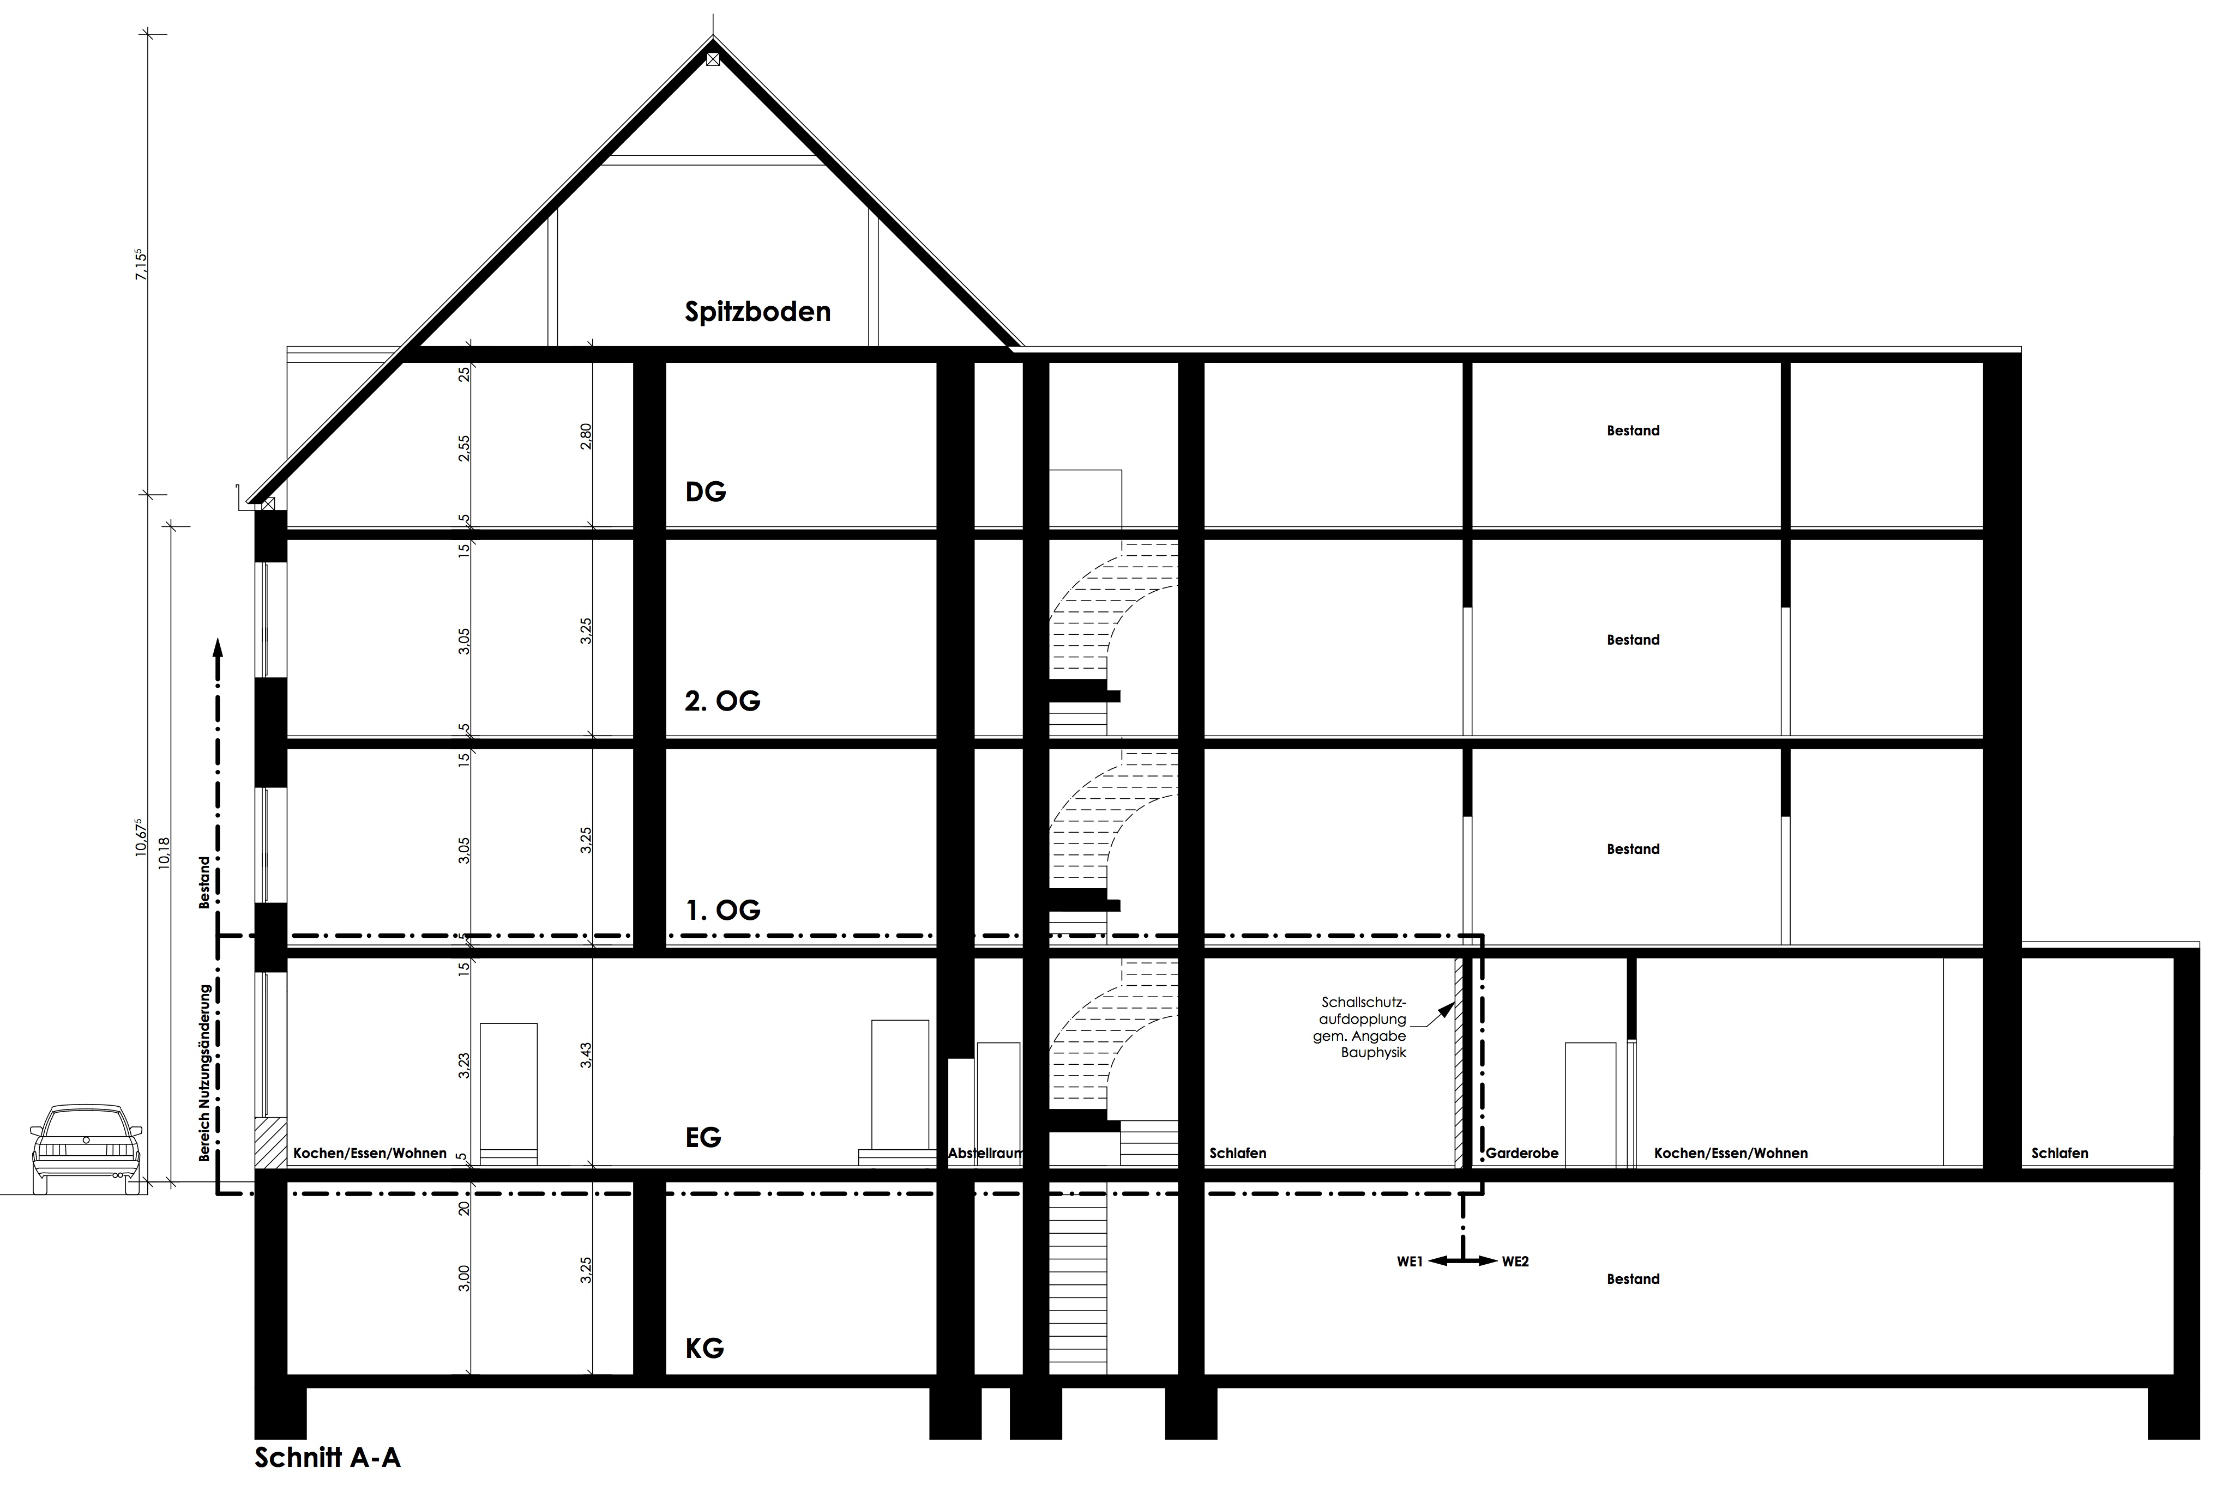 7,15⁵
Spitzboden
25
2,55
2,80
Bestand
DG
5
15
3,05
3,25
Bestand
2. OG
5
15
10,67⁵
10,18
3,05
3,25
Bestand
Bestand
1. OG
5
15
Schallschutz-
aufdopplung
gem. Angabe
Bauphysik
Bereich Nutzungsänderung
3,23
3,43
EG
5
Kochen/Essen/Wohnen
Abstellraum
Schlafen
Garderobe
Kochen/Essen/Wohnen
Schlafen
20
3,00
3,25
WE1
WE2
Bestand
KG
Schnitt A-A